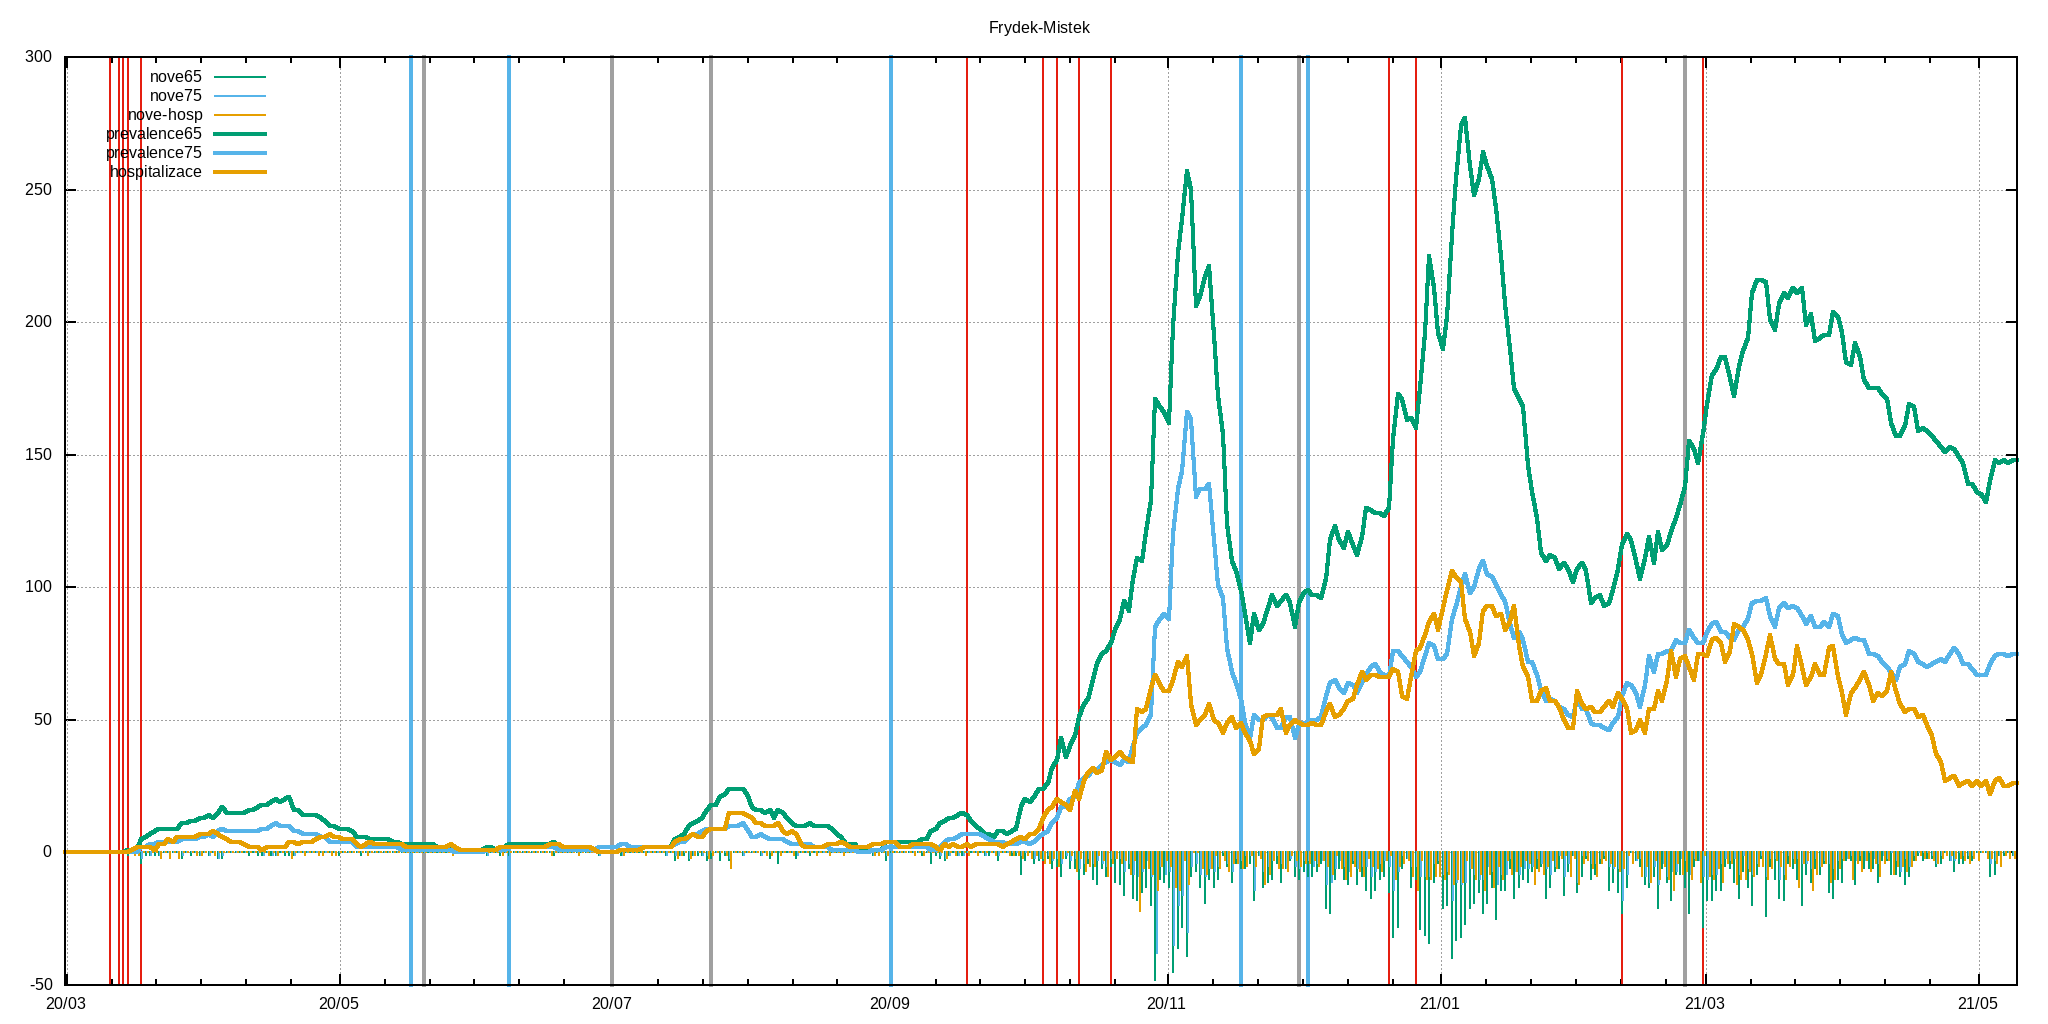 Frydek-Mistek
300
nove65
nove75
nove-hosp
prevalence65
prevalence75
hospitalizace
250
200
150
100
50
0
-50
20/03 20/05 20/07 20/09 20/11 21/01 21/03 21/05